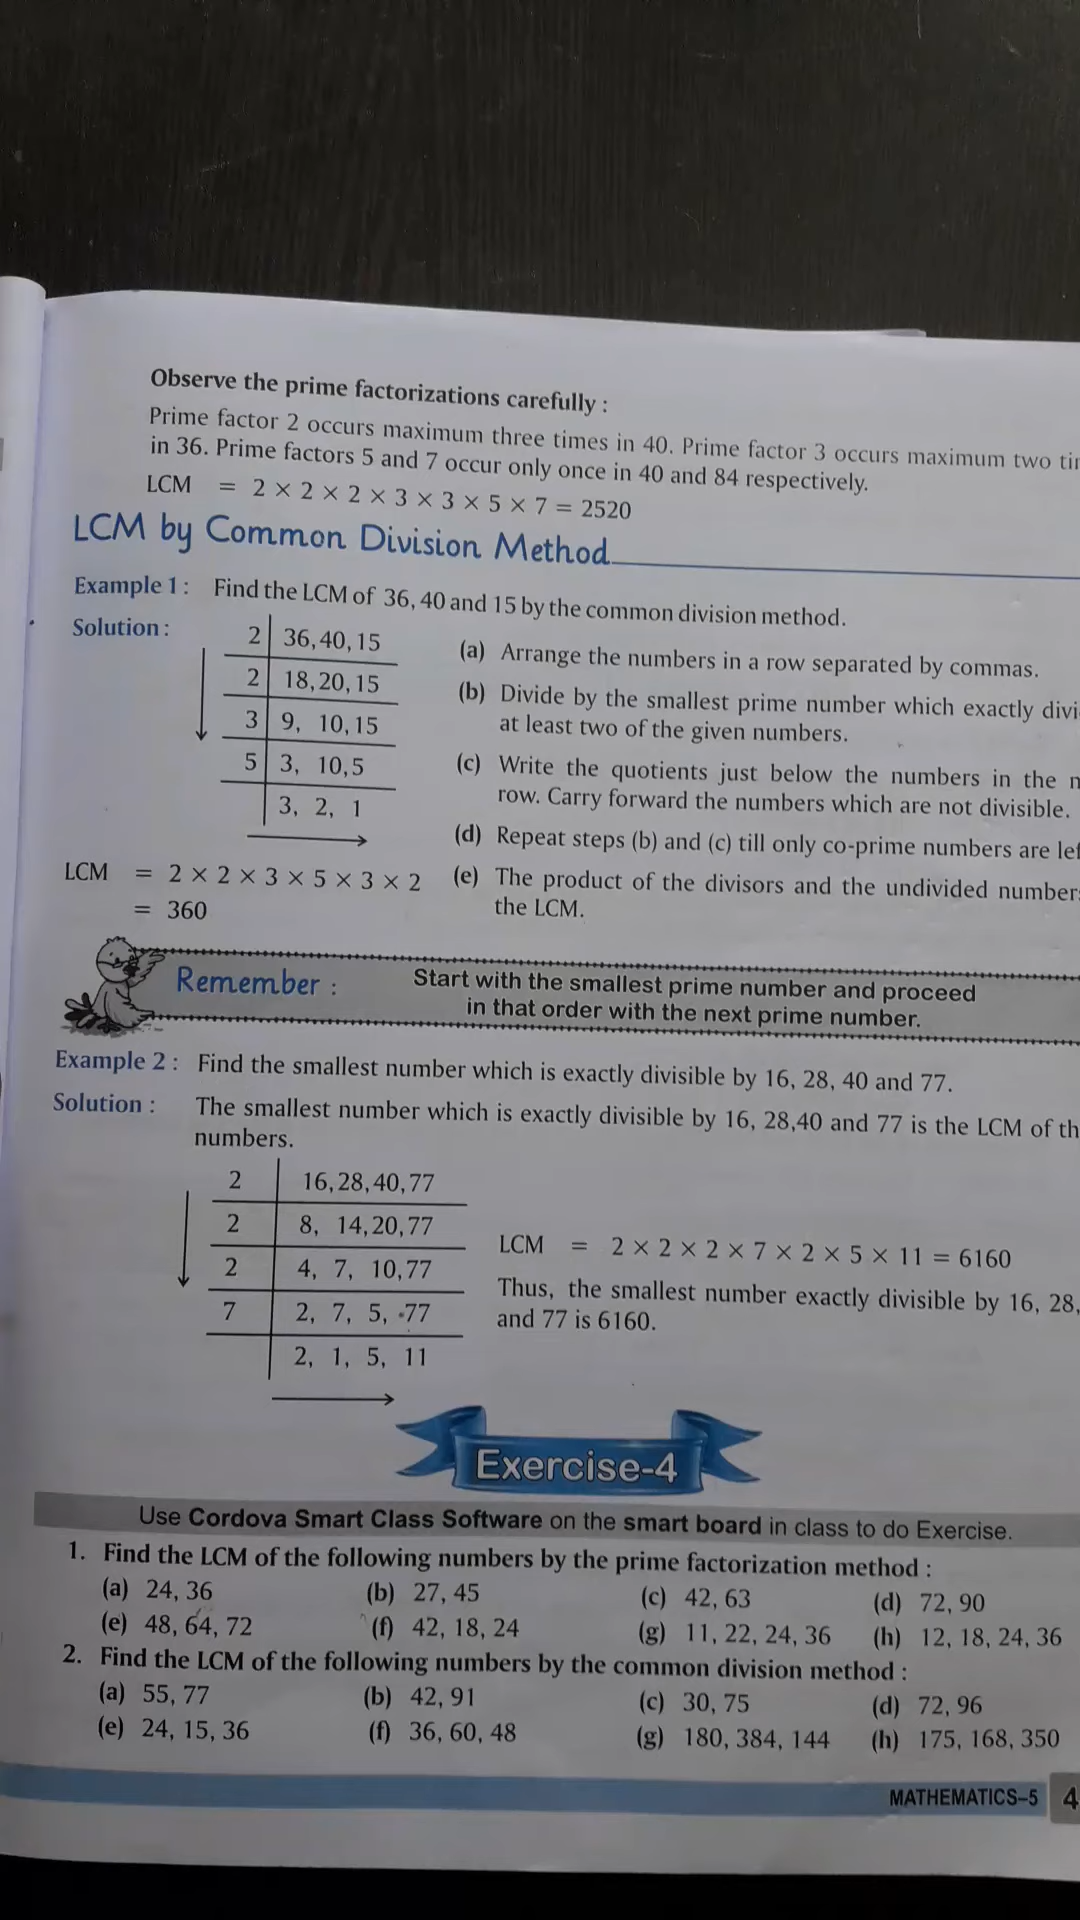 Observe the prime factorizations carefully :
Prime factor 2 occurs maximum three times in 40. Prime factor 3 occurs maximum two
in 36. Prime factors 5 and 7 occur only once in 40 and 84 respectively.
LCM = 2 × 2 × 2 × 3 × 3 × 5 × 7 = 2520
LCM by Common Division Method
Example 1 : Find the LCM of 36, 40 and 15 by the common division method.
Solution :
2 36, 40, 15
2 18, 20, 15
3 9, 10, 15
5 3, 10, 5
3, 2, 1
LCM = 2 × 2 × 3 × 5 × 3 × 2
= 360
(a) Arrange the numbers in a row separated by commas.
(b) Divide by the smallest prime number which exactly
at least two of the given numbers.
(c) Write the quotients just below the numbers in the
row. Carry forward the numbers which are not divisible.
(d) Repeat steps (b) and (c) till only co-prime numbers are
(e) The product of the divisors and the undivided
the LCM.
Remember :
Start with the smallest prime number and proceed
in that order with the next prime number.
Example 2 : Find the smallest number which is exactly divisible by 16, 28, 40 and 77.
Solution : The smallest number which is exactly divisible by 16, 28,40 and 77 is the LCM of
numbers.
2 16, 28, 40, 77
2 8, 14, 20, 77
2 4, 7, 10, 77
7 2, 7, 5, 77
2, 1, 5, 11
LCM = 2 × 2 × 2 × 7 × 2 × 5 × 11 = 6160
Thus, the smallest number exactly divisible by 16, 28,
and 77 is 6160.
Exercise-4
Use Cordova Smart Class Software on the smart board in class to do Exercise.
1. Find the LCM of the following numbers by the prime factorization method :
(a) 24, 36 (b) 27, 45 (c) 42, 63 (d) 72, 90
(e) 48, 64, 72 (f) 42, 18, 24 (g) 11, 22, 24, 36 (h) 12, 18, 24, 36
2. Find the LCM of the following numbers by the common division method :
(a) 55, 77 (b) 42, 91 (c) 30, 75 (d) 72, 96
(e) 24, 15, 36 (f) 36, 60, 48 (g) 180, 384, 144 (h) 175, 168, 350
MATHEMATICS–5 4